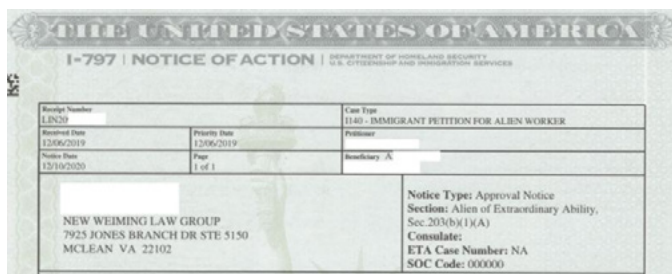 THE UNITED STATES OF AMERICA
I-797 | NOTICE OF ACTION | DEPARTMENT OF HOMELAND SECURITY
U.S. CITIZENSHIP AND IMMIGRATION SERVICES
Receipt Number
LIN20
Case Type
I140 - IMMIGRANT PETITION FOR ALIEN WORKER
Received Date
12/06/2019
Priority Date
12/06/2019
Petitioner
Notice Date
12/10/2020
Page
1 of 1
Beneficiary A
NEW WEIMING LAW GROUP
7925 JONES BRANCH DR STE 5150
MCLEAN VA 22102
Notice Type: Approval Notice
Section: Alien of Extraordinary Ability,
Sec.203(b)(1)(A)
Consulate:
ETA Case Number: NA
SOC Code: 000000